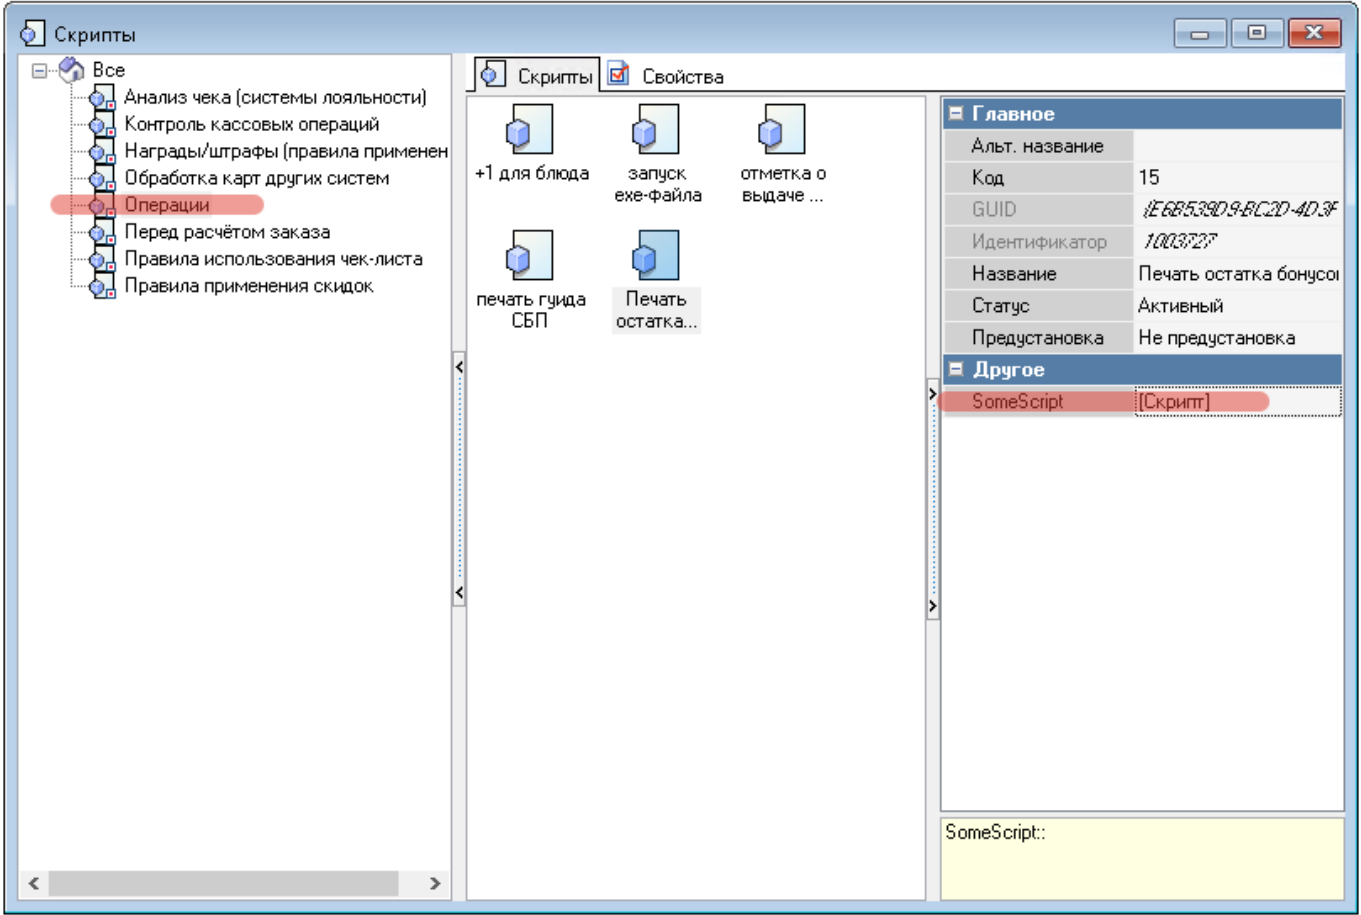 Скрипты
Все
Анализ чека (системы лояльности)
Контроль кассовых операций
Награды/штрафы (правила применен
Обработка карт других систем
Операции
Перед расчётом заказа
Правила использования чек-листа
Правила применения скидок
Скрипты
Свойства
+1 для блюда
запуск
exe-файла
отметка о
выдаче ...
печать гуида
СБП
Печать
остатка...
Главное
Альт. название
Код 15
GUID {E6B539D9-BC2D-4D3F
Идентификатор 1003727
Название Печать остатка бонусов
Статус Активный
Предустановка Не предустановка
Другое
SomeScript [Скрипт]
SomeScript::